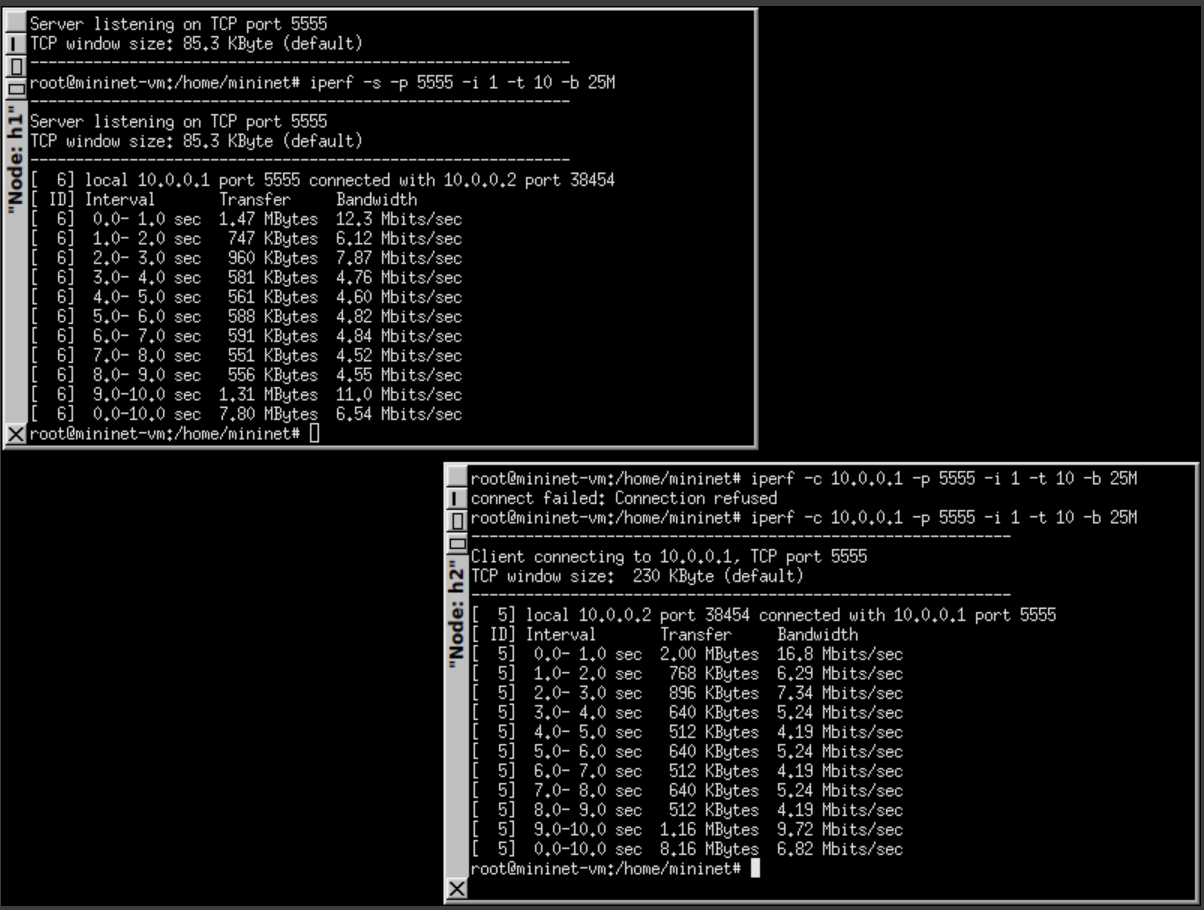 Server listening on TCP port 5555
TCP window size: 85.3 KByte (default)
------------------------------------------------------------
root@mininet-vm:/home/mininet# iperf -s -p 5555 -i 1 -t 10 -b 25M
------------------------------------------------------------
Server listening on TCP port 5555
TCP window size: 85.3 KByte (default)
------------------------------------------------------------
[  6] local 10.0.0.1 port 5555 connected with 10.0.0.2 port 38454
[ ID] Interval       Transfer     Bandwidth
[  6]  0.0- 1.0 sec  1.47 MBytes  12.3 Mbits/sec
[  6]  1.0- 2.0 sec   747 KBytes  6.12 Mbits/sec
[  6]  2.0- 3.0 sec   960 KBytes  7.87 Mbits/sec
[  6]  3.0- 4.0 sec   581 KBytes  4.76 Mbits/sec
[  6]  4.0- 5.0 sec   561 KBytes  4.60 Mbits/sec
[  6]  5.0- 6.0 sec   588 KBytes  4.82 Mbits/sec
[  6]  6.0- 7.0 sec   591 KBytes  4.84 Mbits/sec
[  6]  7.0- 8.0 sec   551 KBytes  4.52 Mbits/sec
[  6]  8.0- 9.0 sec   556 KBytes  4.55 Mbits/sec
[  6]  9.0-10.0 sec  1.31 MBytes  11.0 Mbits/sec
[  6]  0.0-10.0 sec  7.80 MBytes  6.54 Mbits/sec
root@mininet-vm:/home/mininet#
"Node: h1"
root@mininet-vm:/home/mininet# iperf -c 10.0.0.1 -p 5555 -i 1 -t 10 -b 25M
connect failed: Connection refused
root@mininet-vm:/home/mininet# iperf -c 10.0.0.1 -p 5555 -i 1 -t 10 -b 25M
------------------------------------------------------------
Client connecting to 10.0.0.1, TCP port 5555
TCP window size:  230 KByte (default)
------------------------------------------------------------
[  5] local 10.0.0.2 port 38454 connected with 10.0.0.1 port 5555
[ ID] Interval       Transfer     Bandwidth
[  5]  0.0- 1.0 sec  2.00 MBytes  16.8 Mbits/sec
[  5]  1.0- 2.0 sec   768 KBytes  6.29 Mbits/sec
[  5]  2.0- 3.0 sec   896 KBytes  7.34 Mbits/sec
[  5]  3.0- 4.0 sec   640 KBytes  5.24 Mbits/sec
[  5]  4.0- 5.0 sec   512 KBytes  4.19 Mbits/sec
[  5]  5.0- 6.0 sec   640 KBytes  5.24 Mbits/sec
[  5]  6.0- 7.0 sec   512 KBytes  4.19 Mbits/sec
[  5]  7.0- 8.0 sec   640 KBytes  5.24 Mbits/sec
[  5]  8.0- 9.0 sec   512 KBytes  4.19 Mbits/sec
[  5]  9.0-10.0 sec  1.16 MBytes  9.72 Mbits/sec
[  5]  0.0-10.0 sec  8.16 MBytes  6.82 Mbits/sec
root@mininet-vm:/home/mininet#
"Node: h2"